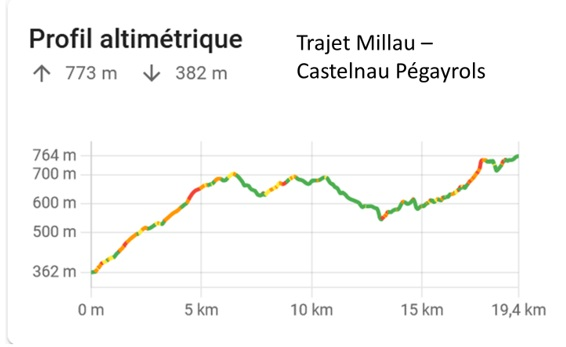 Profil altimétrique
↑ 773 m ↓ 382 m
Trajet Millau –
Castelnau Pégayrols
764 m
700 m
600 m
500 m
362 m
0 m 5 km 10 km 15 km 19,4 km